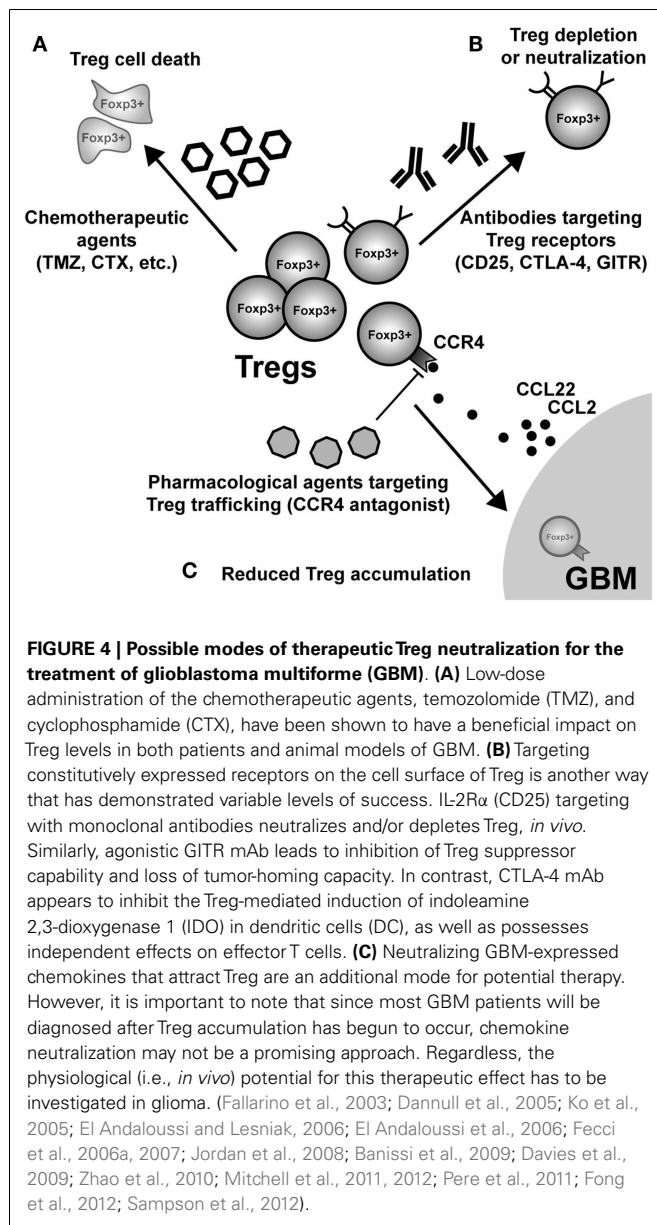 A
Treg cell death
Foxp3+
Foxp3+
Chemotherapeutic
agents
(TMZ, CTX, etc.)
B
Treg depletion
or neutralization
Foxp3+
Antibodies targeting
Treg receptors
(CD25, CTLA-4, GITR)
Foxp3+
Foxp3+
Foxp3+
Foxp3+
Tregs
Foxp3+
CCR4
CCL22
CCL2
Pharmacological agents targeting
Treg trafficking (CCR4 antagonist)
Foxp3+
GBM
C Reduced Treg accumulation
FIGURE 4 | Possible modes of therapeutic Treg neutralization for the
treatment of glioblastoma multiforme (GBM). (A) Low-dose
administration of the chemotherapeutic agents, temozolomide (TMZ), and
cyclophosphamide (CTX), have been shown to have a beneficial impact on
Treg levels in both patients and animal models of GBM. (B) Targeting
constitutively expressed receptors on the cell surface of Treg is another way
that has demonstrated variable levels of success. IL-2Rα (CD25) targeting
with monoclonal antibodies neutralizes and/or depletes Treg, in vivo.
Similarly, agonistic GITR mAb leads to inhibition of Treg suppressor
capability and loss of tumor-homing capacity. In contrast, CTLA-4 mAb
appears to inhibit the Treg-mediated induction of indoleamine
2,3-dioxygenase 1 (IDO) in dendritic cells (DC), as well as possesses
independent effects on effector T cells. (C) Neutralizing GBM-expressed
chemokines that attract Treg are an additional mode for potential therapy.
However, it is important to note that since most GBM patients will be
diagnosed after Treg accumulation has begun to occur, chemokine
neutralization may not be a promising approach. Regardless, the
physiological (i.e., in vivo) potential for this therapeutic effect has to be
investigated in glioma. (Fallarino et al., 2003; Dannull et al., 2005; Ko et al.,
2005; El Andaloussi and Lesniak, 2006; El Andaloussi et al., 2006; Fecci
et al., 2006a, 2007; Jordan et al., 2008; Banissi et al., 2009; Davies et al.,
2009; Zhao et al., 2010; Mitchell et al., 2011, 2012; Pere et al., 2011; Fong
et al., 2012; Sampson et al., 2012).